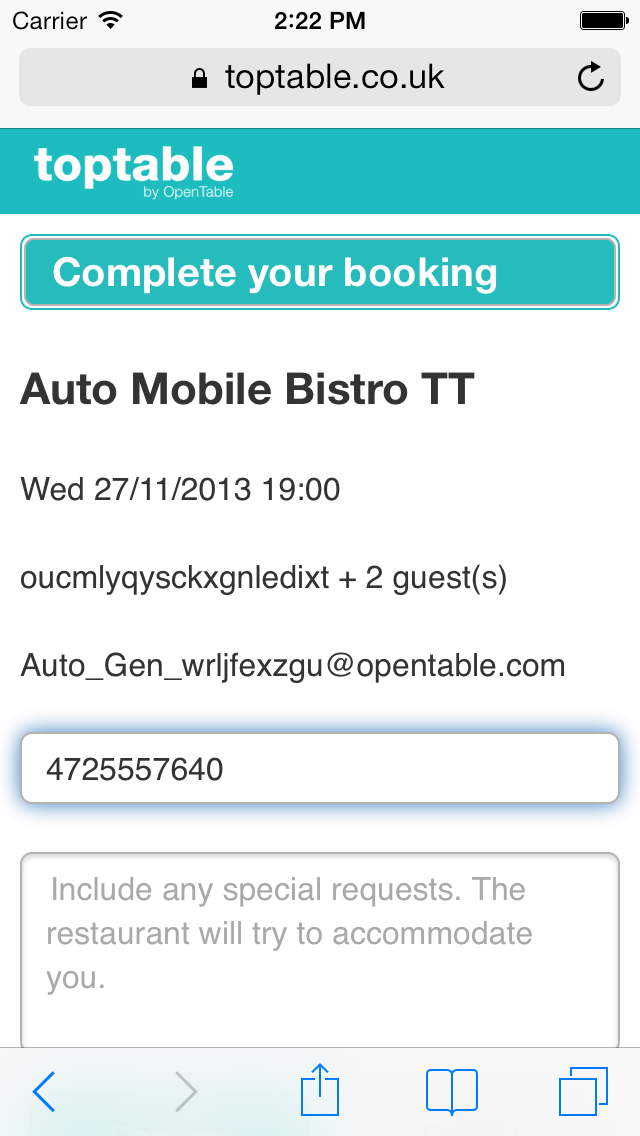 Carrier 2:22 PM
toptable.co.uk
toptable
by OpenTable
Complete your booking
Auto Mobile Bistro TT
Wed 27/11/2013 19:00
oucmlyqysckxgnledixt + 2 guest(s)
Auto_Gen_wrljfexzgu@opentable.com
4725557640
Include any special requests. The
restaurant will try to accommodate
you.